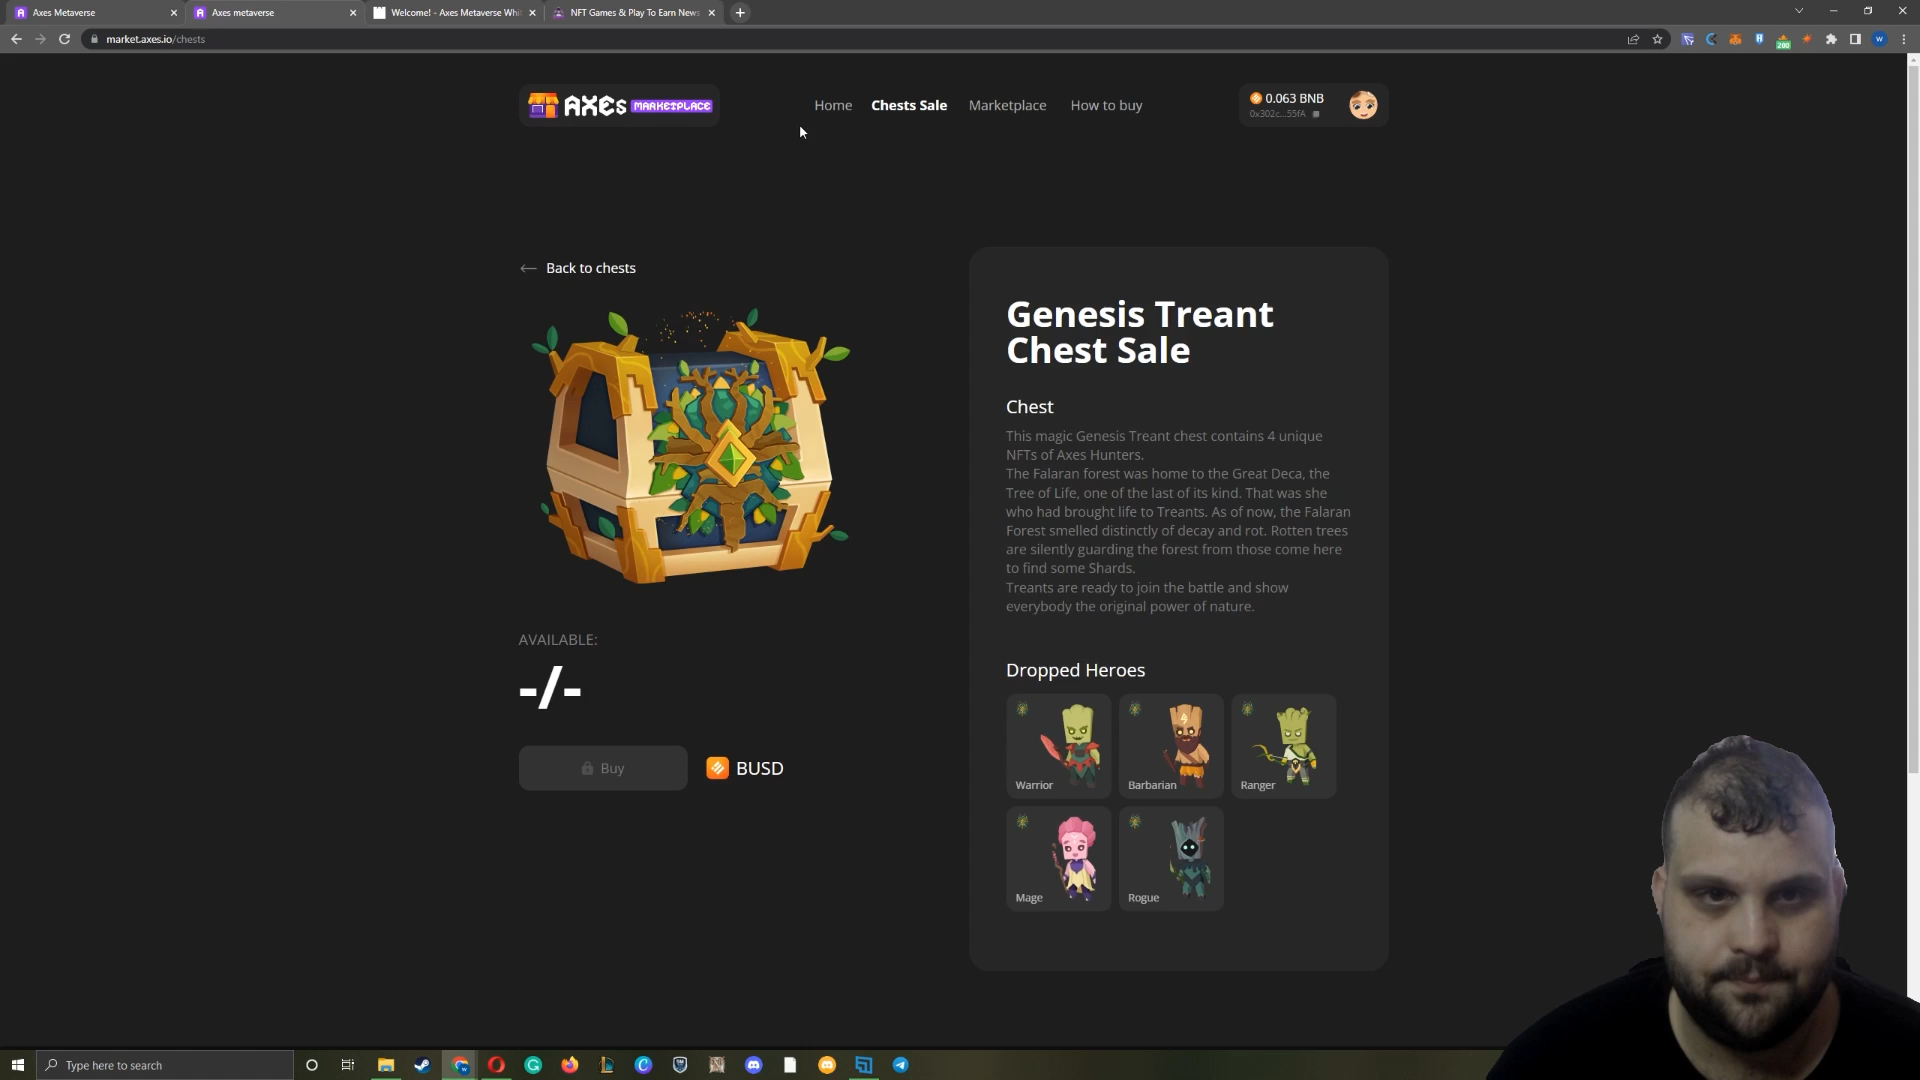 Axes Metaverse
Axes metaverse
Welcome! - Axes Metaverse Whi
NFT Games & Play To Earn News
market.axes.io/chests
200
W
AXEs MARKETPLACE
Home
Chests Sale
Marketplace
How to buy
0.063 BNB
0x302c...55fA
Back to chests
Genesis Treant
Chest Sale
Chest
This magic Genesis Treant chest contains 4 unique
NFTs of Axes Hunters.
The Falaran forest was home to the Great Deca, the
Tree of Life, one of the last of its kind. That was she
who had brought life to Treants. As of now, the Falaran
Forest smelled distinctly of decay and rot. Rotten trees
are silently guarding the forest from those come here
to find some Shards.
Treants are ready to join the battle and show
everybody the original power of nature.
AVAILABLE:
-/-
Buy
BUSD
Dropped Heroes
Warrior
Barbarian
Ranger
Mage
Rogue
Type here to search